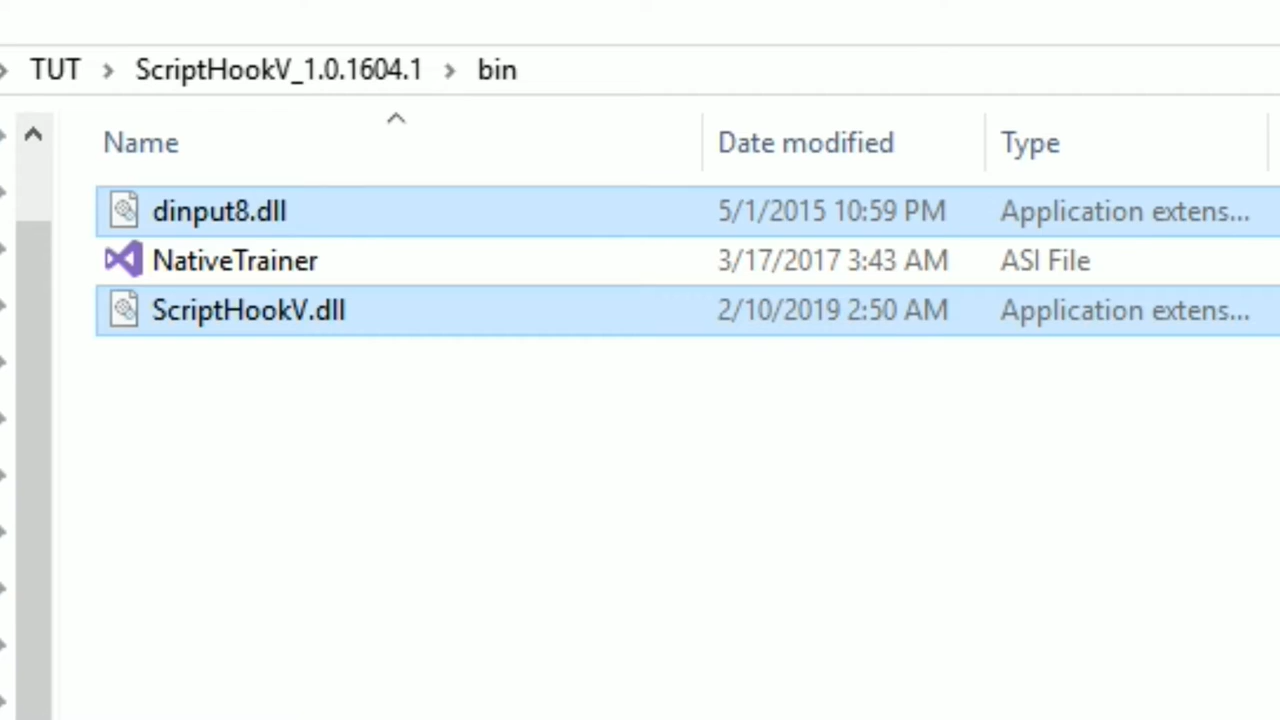 TUT > ScriptHookV_1.0.1604.1 > bin
Name Date modified Type
dinput8.dll 5/1/2015 10:59 PM Application extens...
NativeTrainer 3/17/2017 3:43 AM ASI File
ScriptHookV.dll 2/10/2019 2:50 AM Application extens...